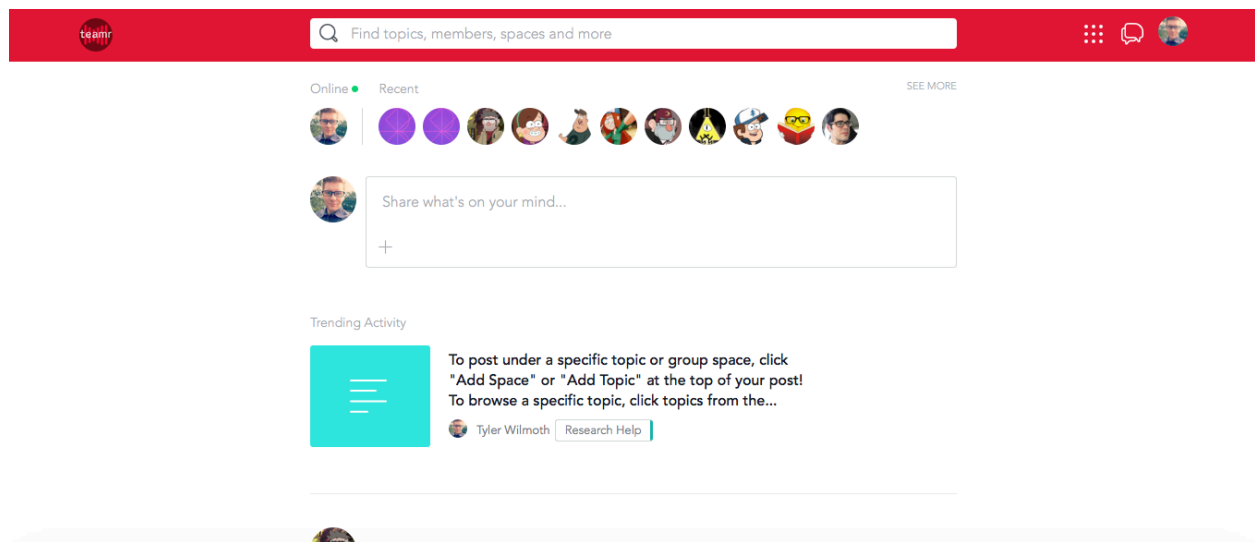 teamr
Find topics, members, spaces and more
Online
Recent
SEE MORE
Share what's on your mind...
Trending Activity
To post under a specific topic or group space, click
"Add Space" or "Add Topic" at the top of your post!
To browse a specific topic, click topics from the...
Tyler Wilmoth
Research Help